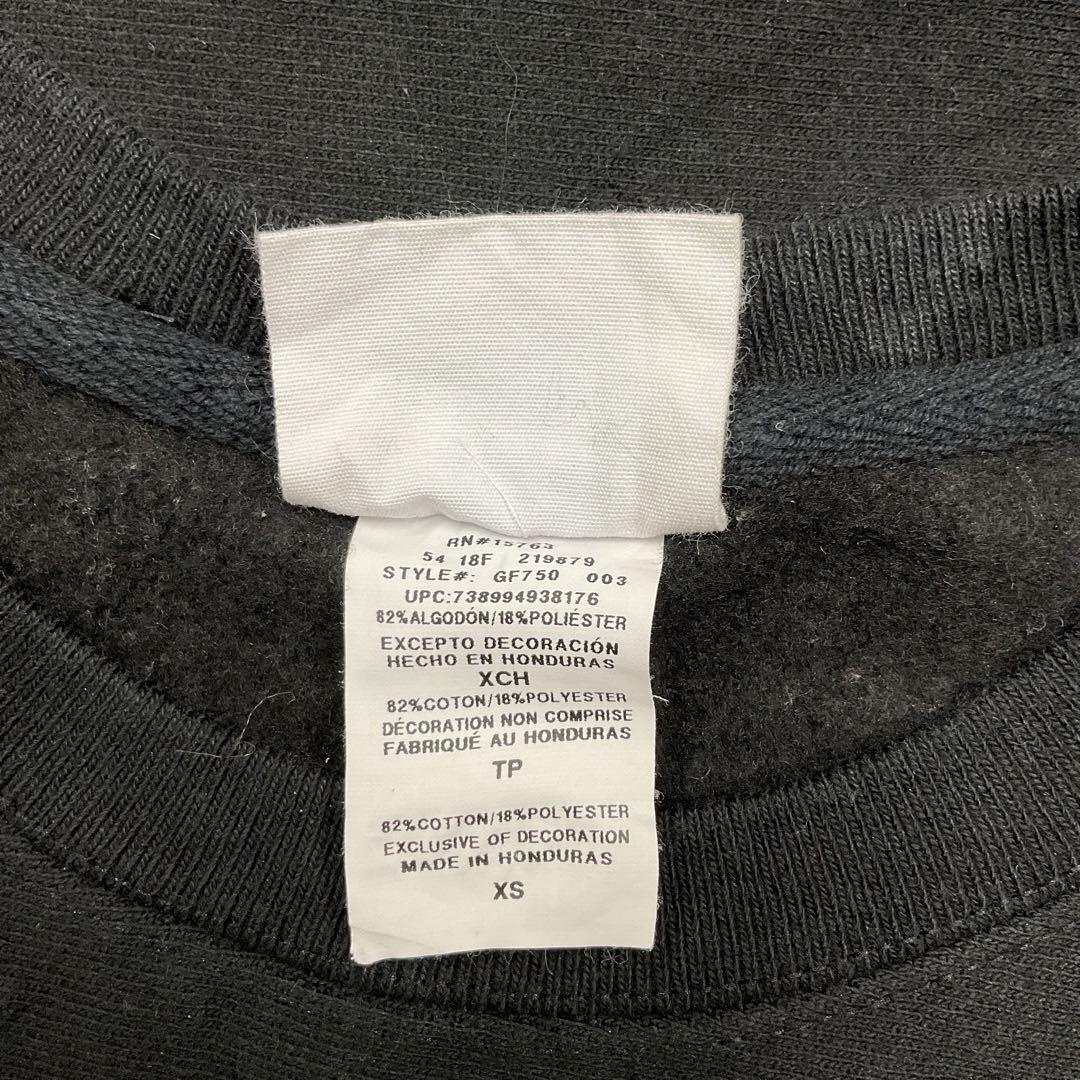 RN#15763
54 18F 219879
STYLE#: GF750 003
UPC:738994938176
82%ALGODÓN/18%POLIÉSTER
EXCEPTO DECORACIÓN
HECHO EN HONDURAS
XCH
82%COTON/18%POLYESTER
DÉCORATION NON COMPRISE
FABRIQUÉ AU HONDURAS
TP
82%COTTON/18%POLYESTER
EXCLUSIVE OF DECORATION
MADE IN HONDURAS
XS